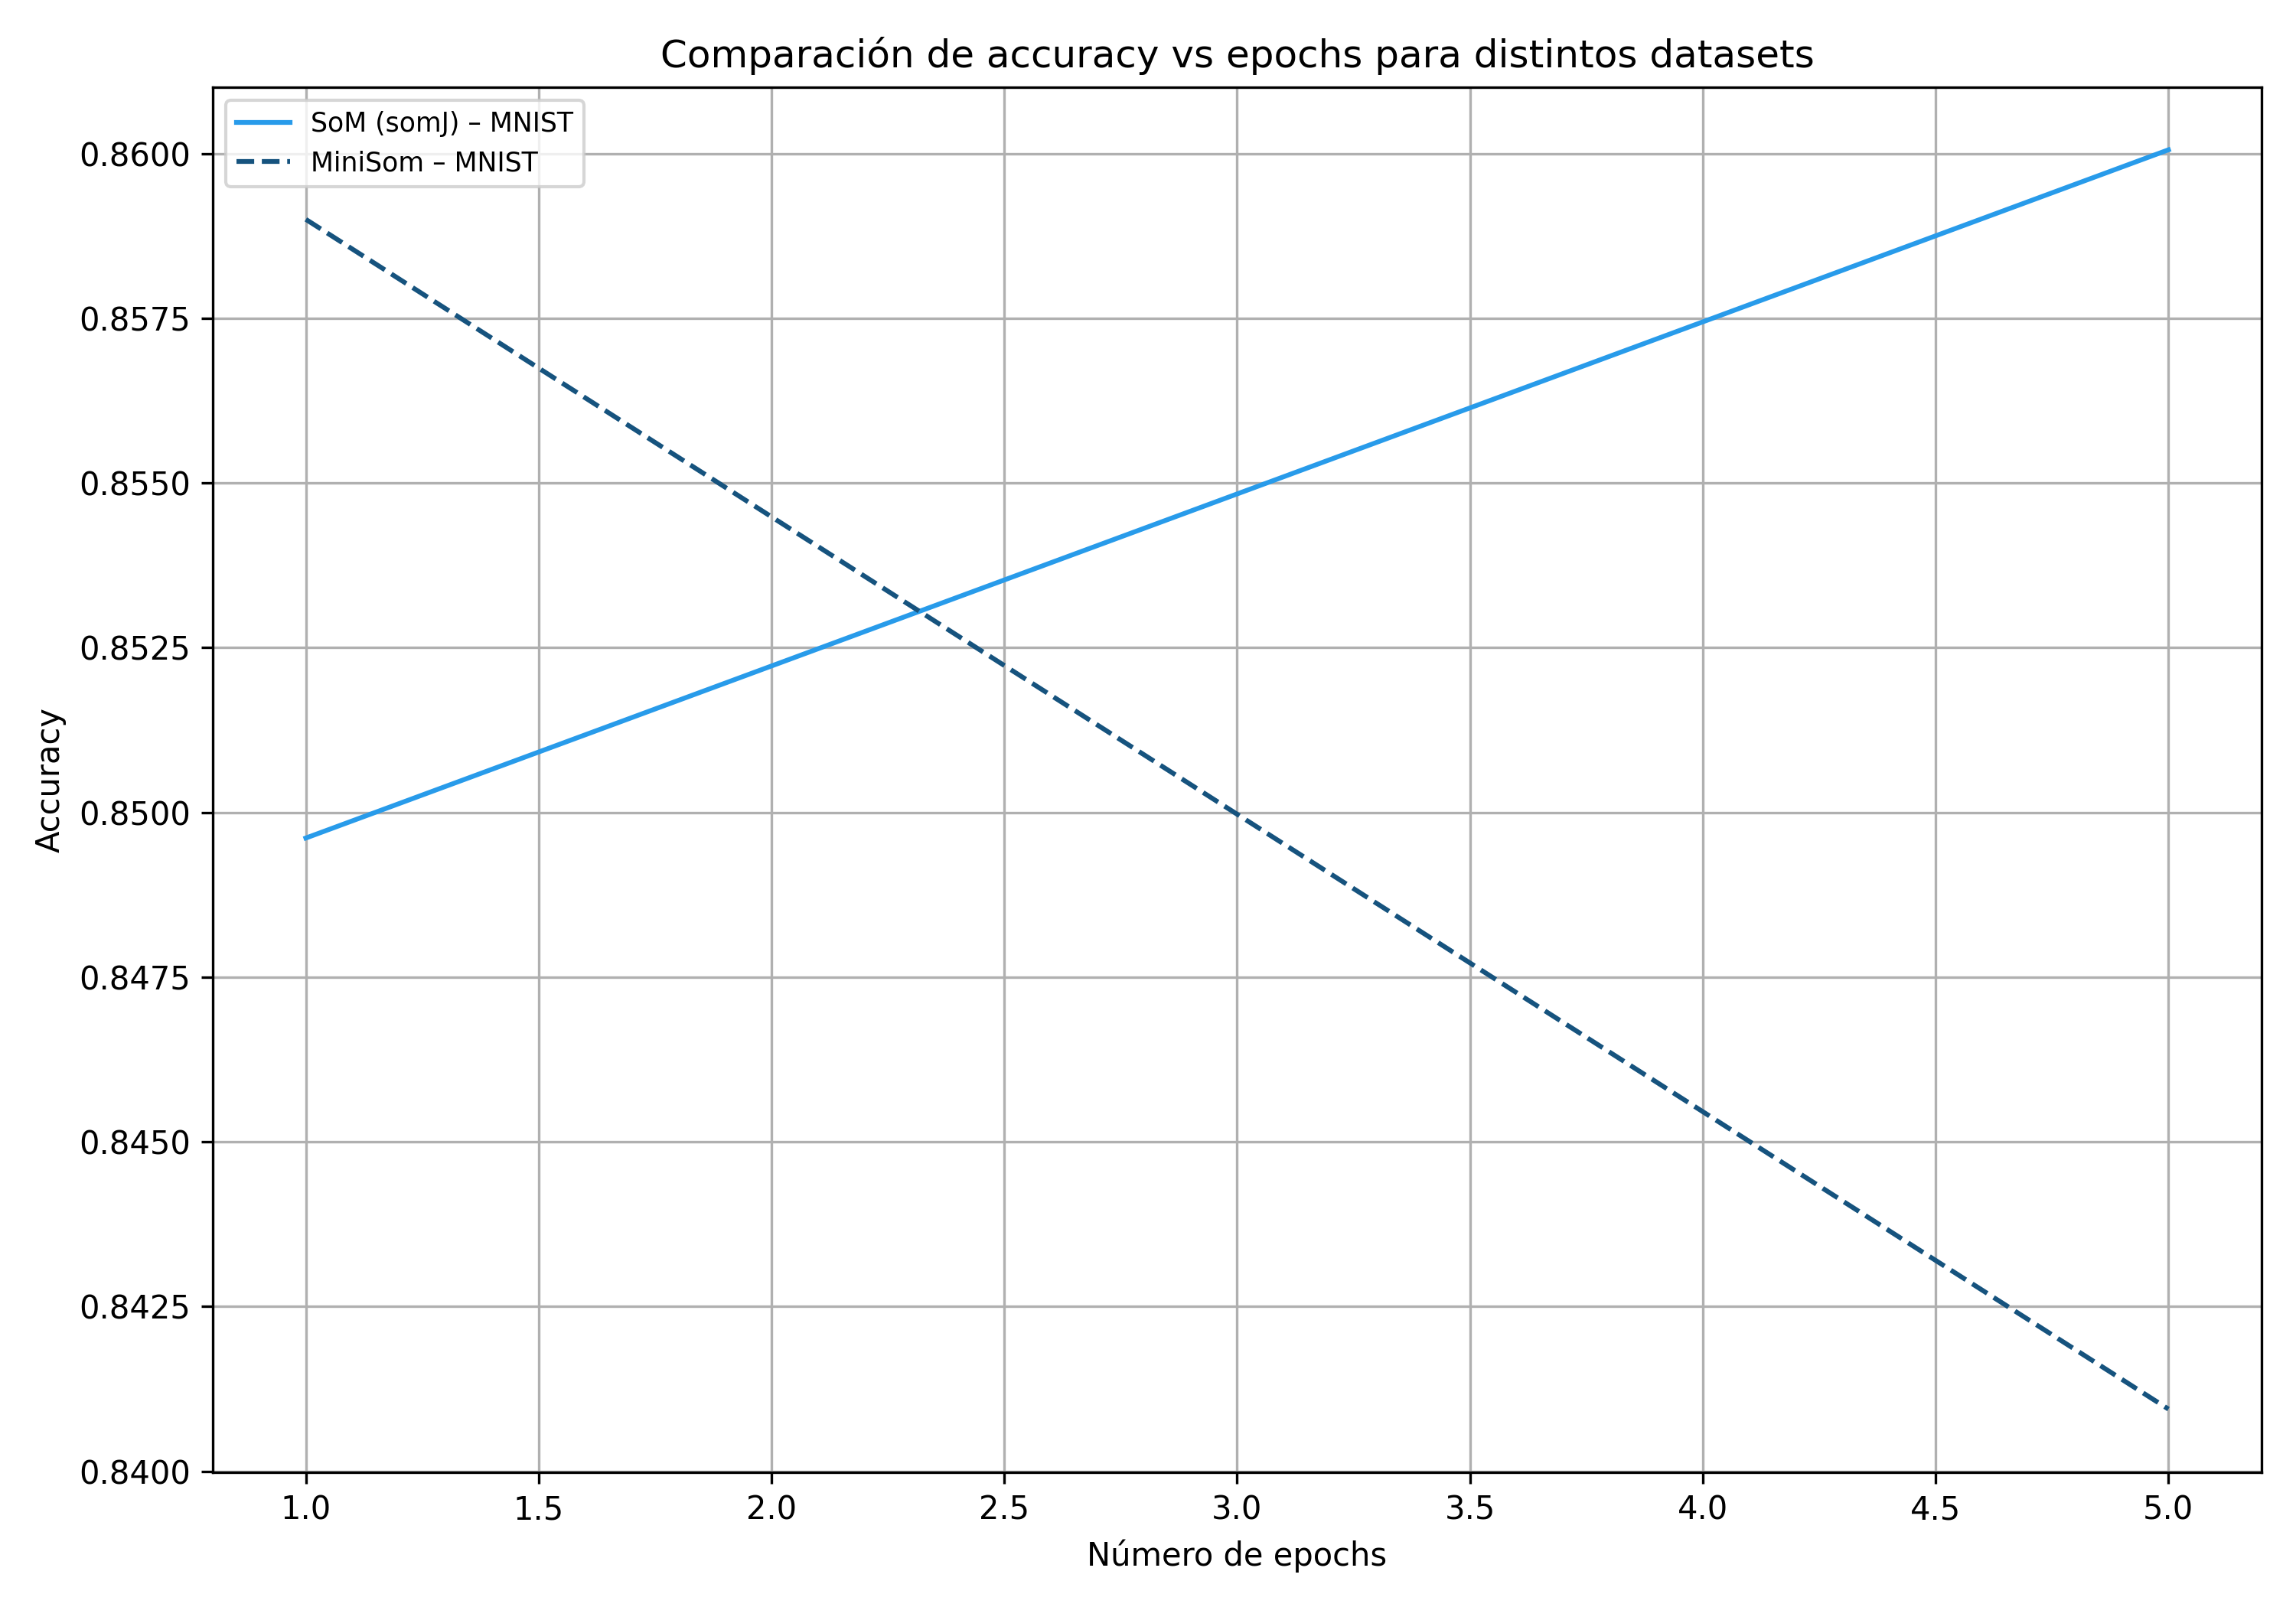 Comparación de accuracy vs epochs para distintos datasets
SoM (somJ) – MNIST
MiniSom – MNIST
0.8600
0.8575
0.8550
0.8525
0.8500
0.8475
0.8450
0.8425
0.8400
Accuracy
1.0 1.5 2.0 2.5 3.0 3.5 4.0 4.5 5.0
Número de epochs